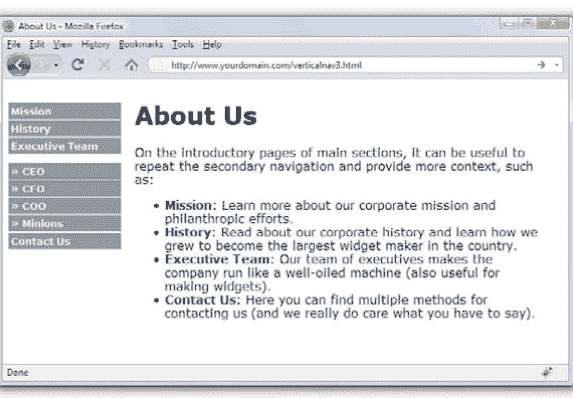 About Us - Mozilla Firefox
File Edit View History Bookmarks Tools Help
http://www.yourdomain.com/verticalnav3.html
Mission
History
Executive Team
» CEO
» CFO
» COO
» Minions
Contact Us
About Us
On the introductory pages of main sections, it can be useful to
repeat the secondary navigation and provide more context, such
as:
• Mission: Learn more about our corporate mission and
philanthropic efforts.
• History: Read about our corporate history and learn how we
grew to become the largest widget maker in the country.
• Executive Team: Our team of executives makes the
company run like a well-oiled machine (also useful for
making widgets).
• Contact Us: Here you can find multiple methods for
contacting us (and we really do care what you have to say).
Done